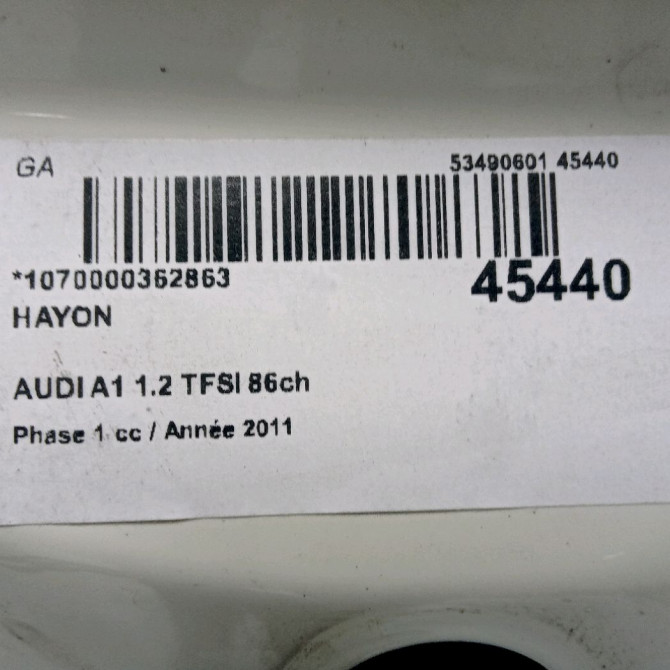 GA
53490601 45440
*1070000362863
45440
HAYON
AUDI A1 1.2 TFSI 86ch
Phase 1 cc / Année 2011